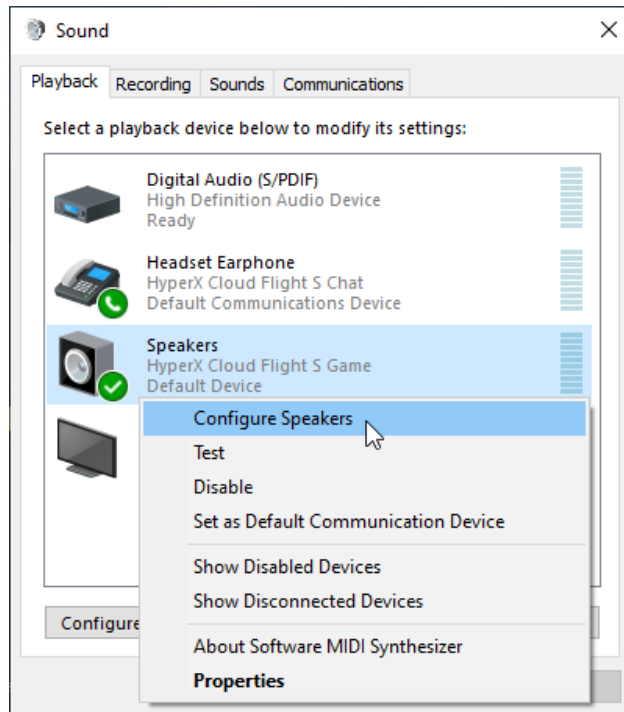 Sound
Playback Recording Sounds Communications
Select a playback device below to modify its settings:
Digital Audio (S/PDIF)
High Definition Audio Device
Ready
Headset Earphone
HyperX Cloud Flight S Chat
Default Communications Device
Speakers
HyperX Cloud Flight S Game
Default Device
Configure Speakers
Test
Disable
Set as Default Communication Device
Show Disabled Devices
Show Disconnected Devices
Configure
About Software MIDI Synthesizer
Properties